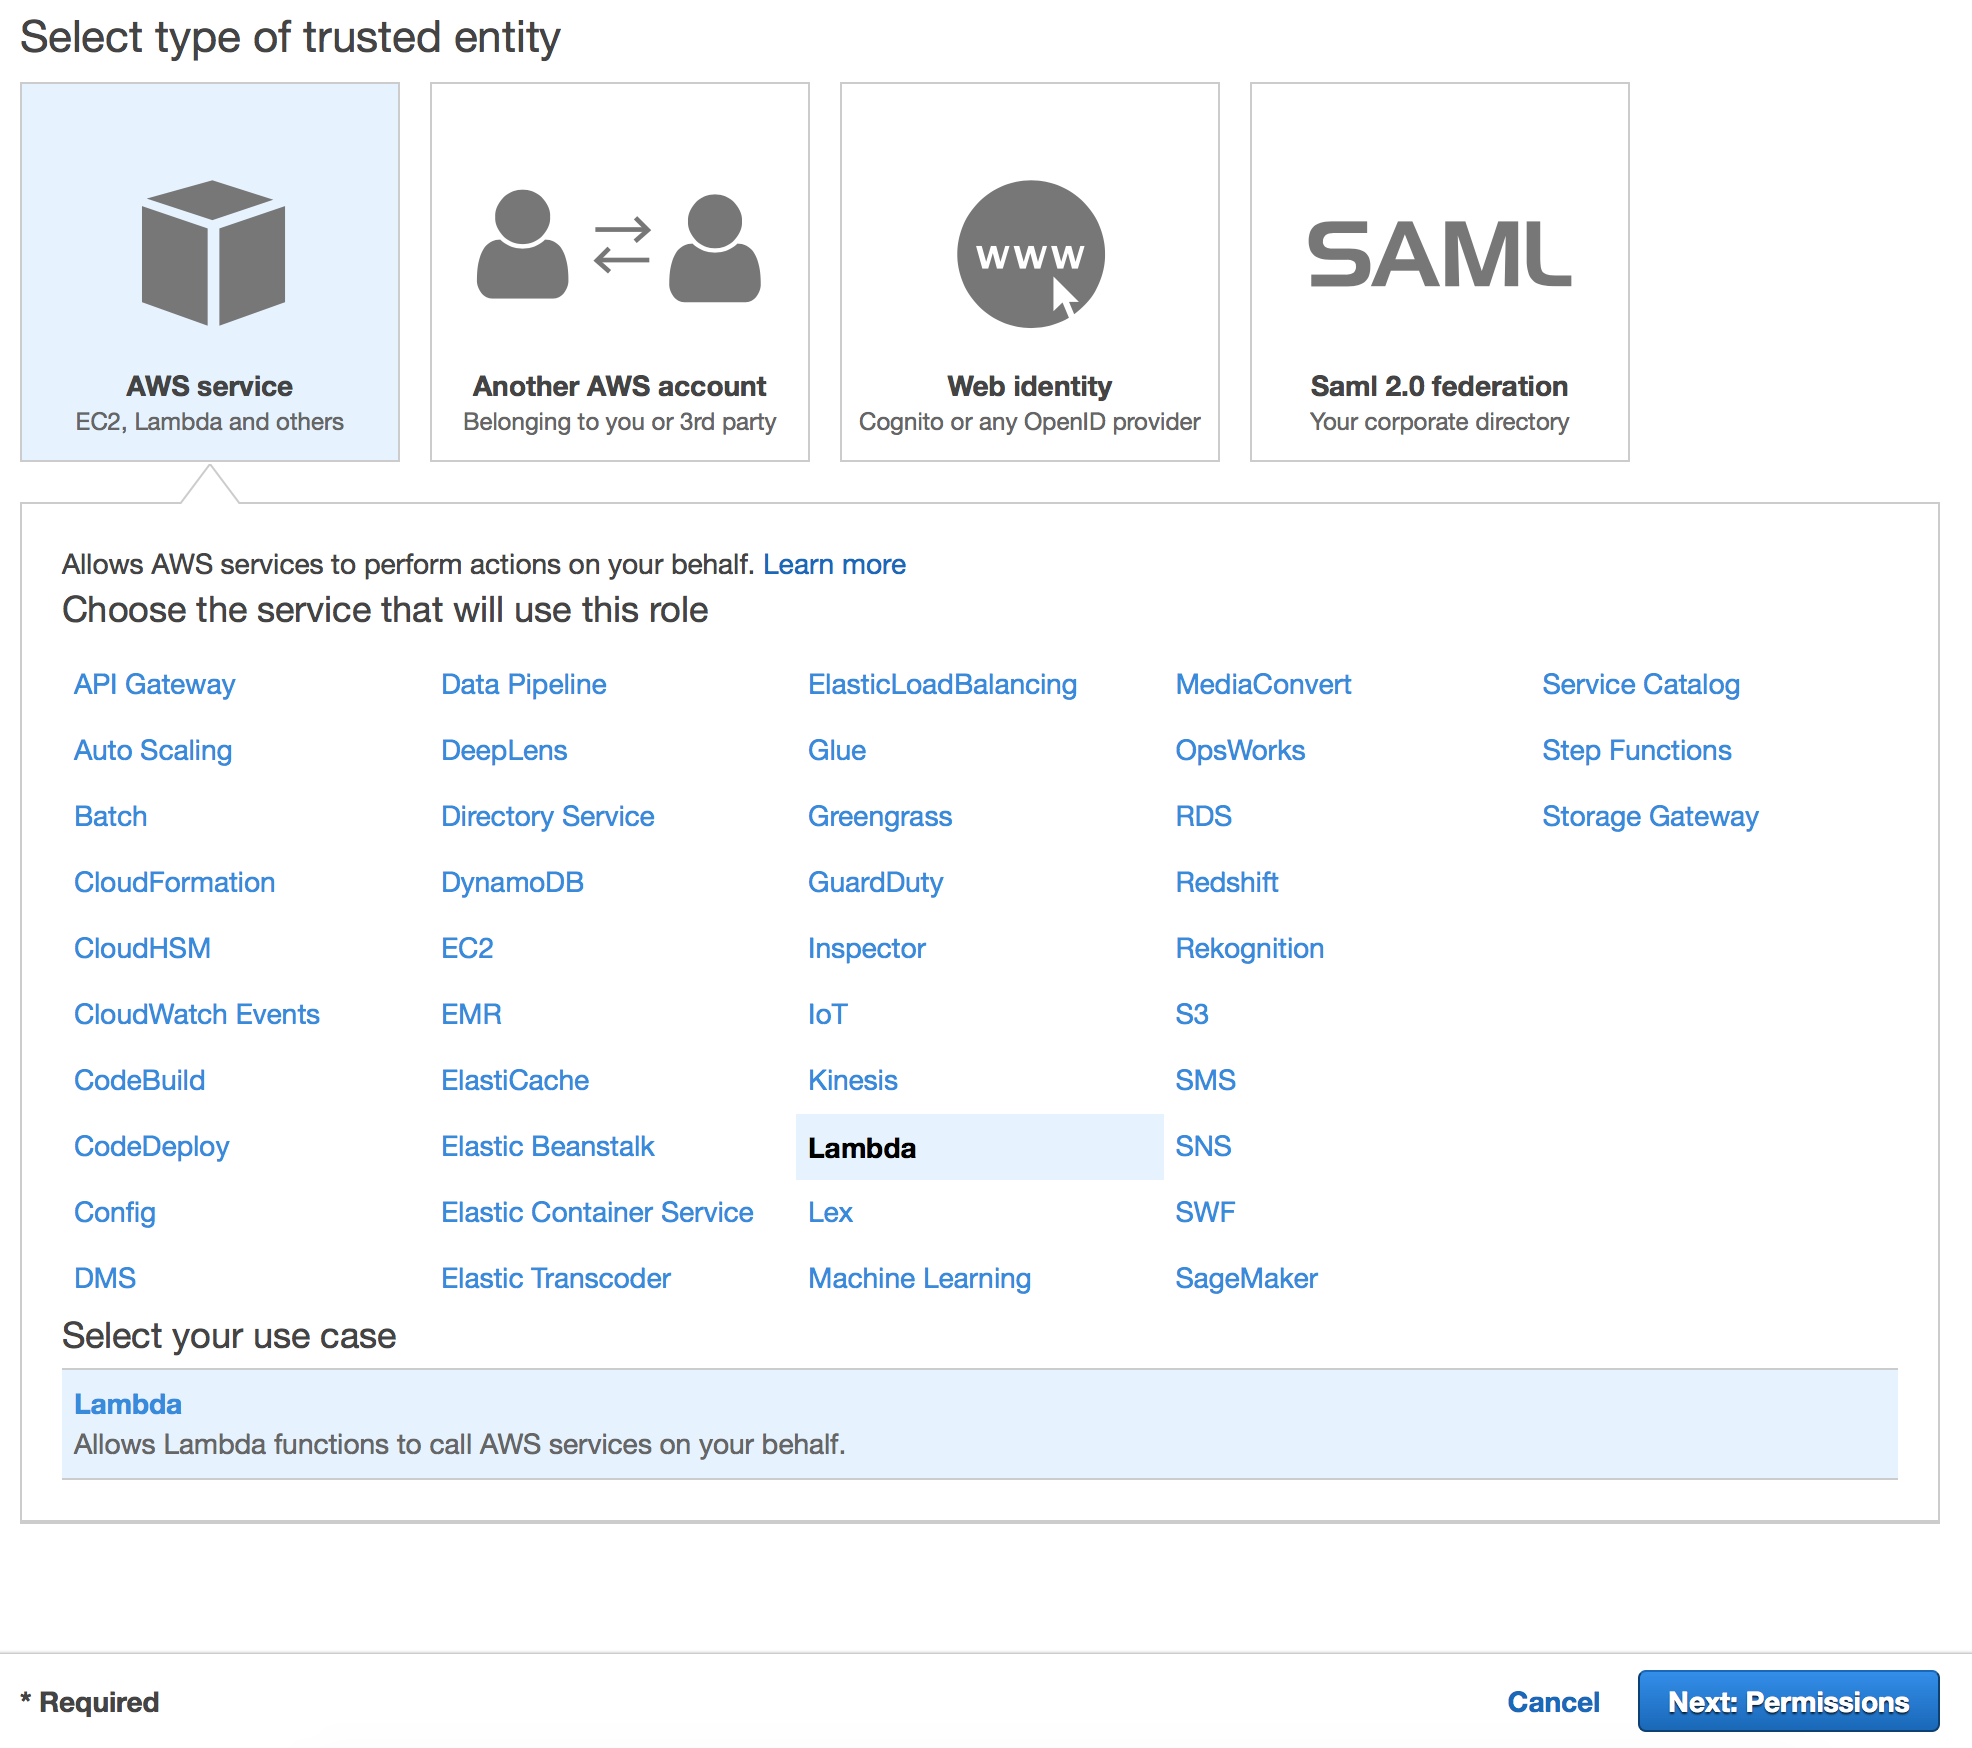 Select type of trusted entity
www
SAML
AWS service
EC2, Lambda and others
Another AWS account
Belonging to you or 3rd party
Web identity
Cognito or any OpenID provider
Saml 2.0 federation
Your corporate directory
Allows AWS services to perform actions on your behalf. Learn more
Choose the service that will use this role
API Gateway Data Pipeline ElasticLoadBalancing MediaConvert Service Catalog
Auto Scaling DeepLens Glue OpsWorks Step Functions
Batch Directory Service Greengrass RDS Storage Gateway
CloudFormation DynamoDB GuardDuty Redshift
CloudHSM EC2 Inspector Rekognition
CloudWatch Events EMR IoT S3
CodeBuild ElastiCache Kinesis SMS
CodeDeploy Elastic Beanstalk Lambda SNS
Config Elastic Container Service Lex SWF
DMS Elastic Transcoder Machine Learning SageMaker
Select your use case
Lambda
Allows Lambda functions to call AWS services on your behalf.
* Required Cancel Next: Permissions